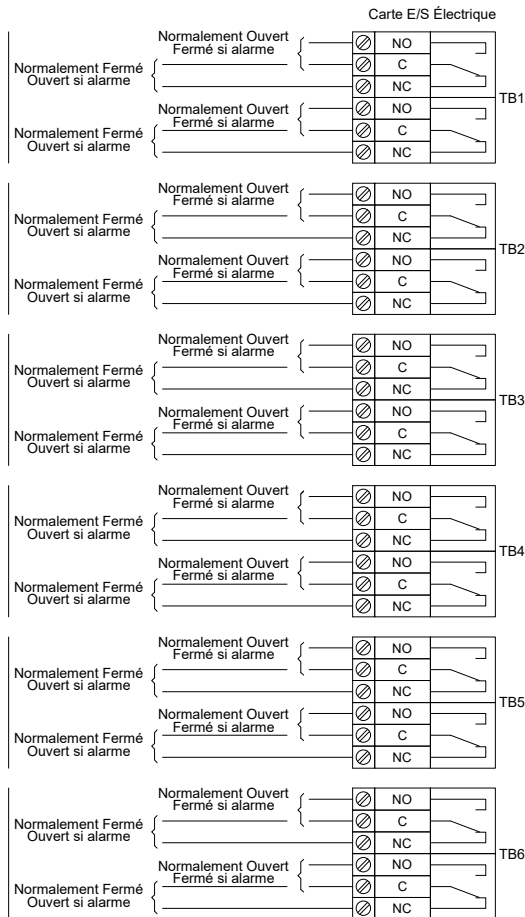 Carte E/S Électrique
Normalement Ouvert
Fermé si alarme
NO
Normalement Fermé
Ouvert si alarme
C
NC
TB1
Normalement Ouvert
Fermé si alarme
NO
Normalement Fermé
Ouvert si alarme
C
NC
Normalement Ouvert
Fermé si alarme
NO
Normalement Fermé
Ouvert si alarme
C
NC
TB2
Normalement Ouvert
Fermé si alarme
NO
Normalement Fermé
Ouvert si alarme
C
NC
Normalement Ouvert
Fermé si alarme
NO
Normalement Fermé
Ouvert si alarme
C
NC
TB3
Normalement Ouvert
Fermé si alarme
NO
Normalement Fermé
Ouvert si alarme
C
NC
Normalement Ouvert
Fermé si alarme
NO
Normalement Fermé
Ouvert si alarme
C
NC
TB4
Normalement Ouvert
Fermé si alarme
NO
Normalement Fermé
Ouvert si alarme
C
NC
Normalement Ouvert
Fermé si alarme
NO
Normalement Fermé
Ouvert si alarme
C
NC
TB5
Normalement Ouvert
Fermé si alarme
NO
Normalement Fermé
Ouvert si alarme
C
NC
Normalement Ouvert
Fermé si alarme
NO
Normalement Fermé
Ouvert si alarme
C
NC
TB6
Normalement Ouvert
Fermé si alarme
NO
Normalement Fermé
Ouvert si alarme
C
NC